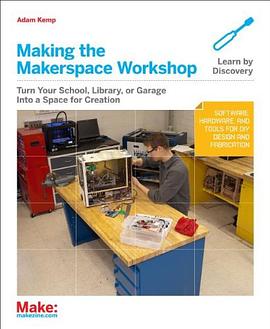 Adam Kemp
Making the
Makerspace Workshop
Learn by
Discovery
Turn Your School, Library, or Garage
Into a Space for Creation
SOFTWARE,
HARDWARE AND
TOOLS FOR DIY
DESIGN AND
FABRICATION
Make:
makezine.com